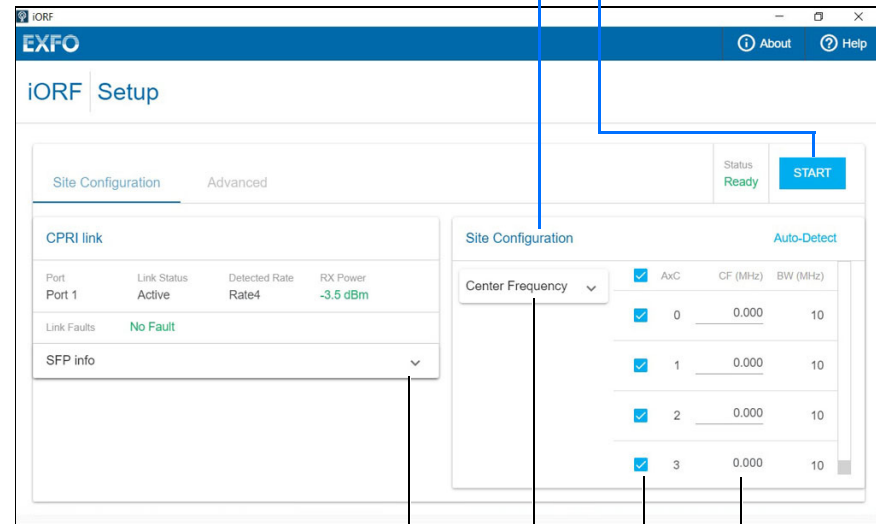 iORF
EXFO
About Help
iORF Setup
Site Configuration Advanced
Status
Ready
START
CPRI link
Port Link Status Detected Rate RX Power
Port 1 Active Rate4 -3.5 dBm
Link Faults No Fault
SFP info
Site Configuration Auto-Detect
Center Frequency
AxC CF (MHz) BW (MHz)
0 0.000 10
1 0.000 10
2 0.000 10
3 0.000 10